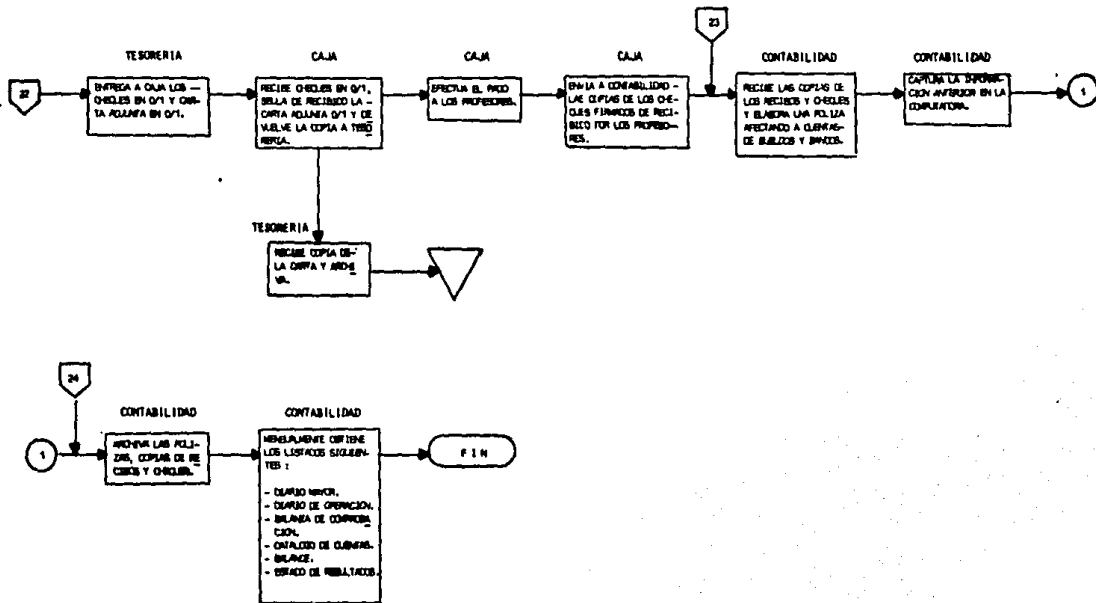 23
TESORERIA
CAJA
CAJA
CAJA
CONTABILIDAD
CONTABILIDAD
22
ENTREGA A CAJA LOS —
CHEQUES EN O/1 Y CAR-
TA ADJUNTA EN O/1.
RECIBE CHEQUES EN O/1,
SELLA DE RECIBIDO LA —
CARTA ADJUNTA O/1 Y DE
VUELVE LA COPIA A TESO
RERIA.
EFECTUA EL PAGO
A LOS PROFESORES.
ENVIA A CONTABILIDAD —
LAS COPIAS DE LOS CHE-
QUES FIRMADOS DE RECI-
BIDO POR LOS PROFESO-
RES.
RECIBE LAS COPIAS DE
LOS RECIBOS Y CHEQUES
Y ELABORA UNA POLIZA
AFECTANDO A CUENTAS-
DE SUELDOS Y BANCOS.
CAPTURA LA INFORMA-
CION ANTERIOR EN LA
COMPUTADORA.
1
TESORERIA
RECIBE COPIA DE-
LA CARTA Y ARCHI
VA.
24
CONTABILIDAD
CONTABILIDAD
1
ARCHIVA LAS POLI-
ZAS, COPIAS DE RE
CIBOS Y CHEQUES.
MENSUALMENTE OBTIENE
LOS LISTADOS SIGUIEN-
TES :
- DIARIO MAYOR.
- DIARIO DE OPERACION.
- BALANZA DE COMPROBA
CION.
- CATALOGO DE CUENTAS.
- BALANCE.
- ESTADO DE RESULTADOS.
F I N